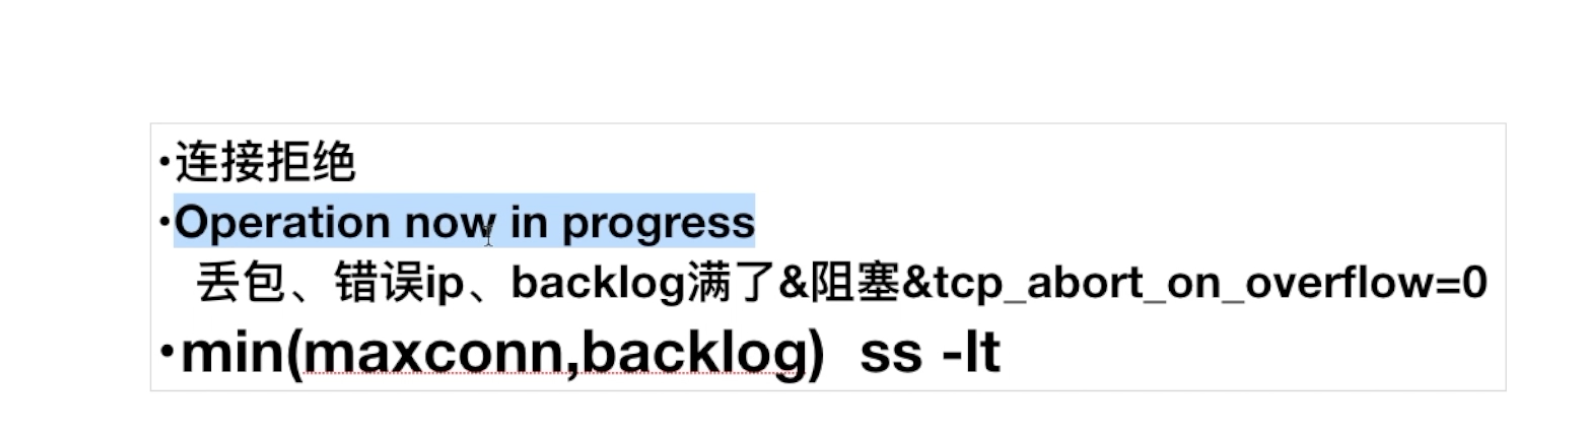 •连接拒绝
•Operation now in progress
丢包、错误ip、backlog满了&阻塞&tcp_abort_on_overflow=0
•min(maxconn,backlog)  ss -lt